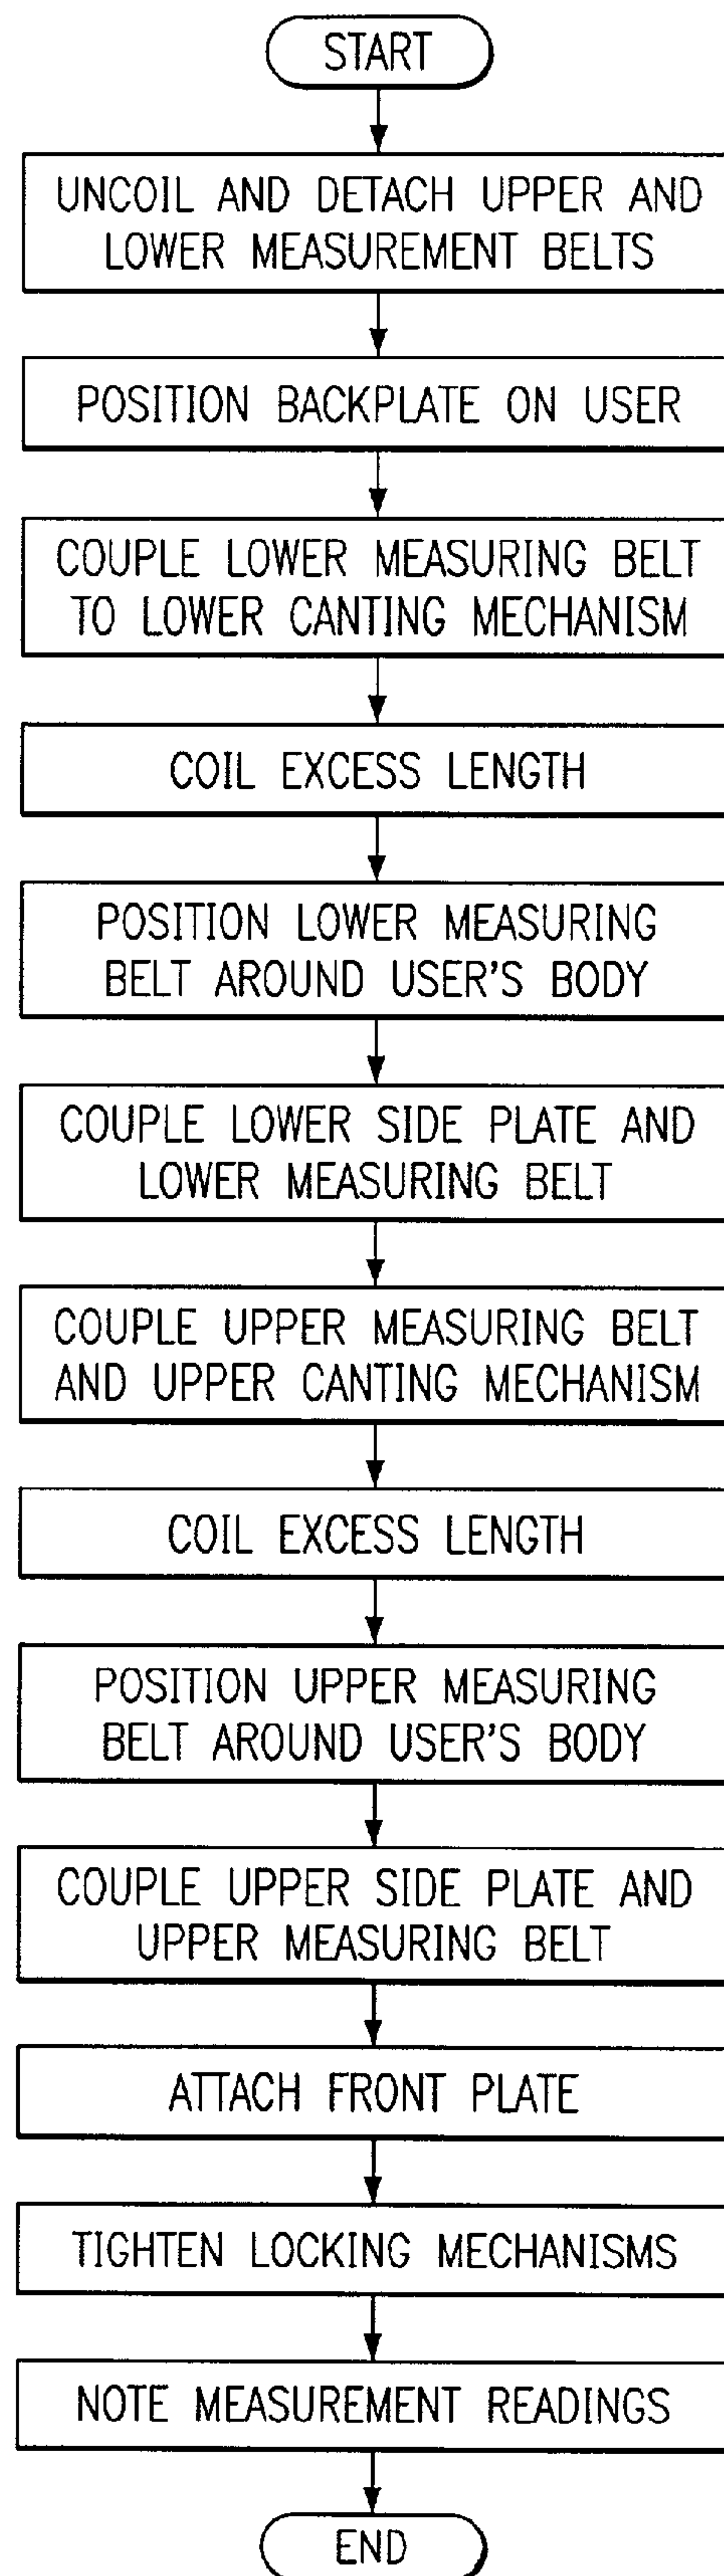 START
UNCOIL AND DETACH UPPER AND
LOWER MEASUREMENT BELTS
POSITION BACKPLATE ON USER
COUPLE LOWER MEASURING BELT
TO LOWER CANTING MECHANISM
COIL EXCESS LENGTH
POSITION LOWER MEASURING
BELT AROUND USER'S BODY
COUPLE LOWER SIDE PLATE AND
LOWER MEASURING BELT
COUPLE UPPER MEASURING BELT
AND UPPER CANTING MECHANISM
COIL EXCESS LENGTH
POSITION UPPER MEASURING
BELT AROUND USER'S BODY
COUPLE UPPER SIDE PLATE AND
UPPER MEASURING BELT
ATTACH FRONT PLATE
TIGHTEN LOCKING MECHANISMS
NOTE MEASUREMENT READINGS
END